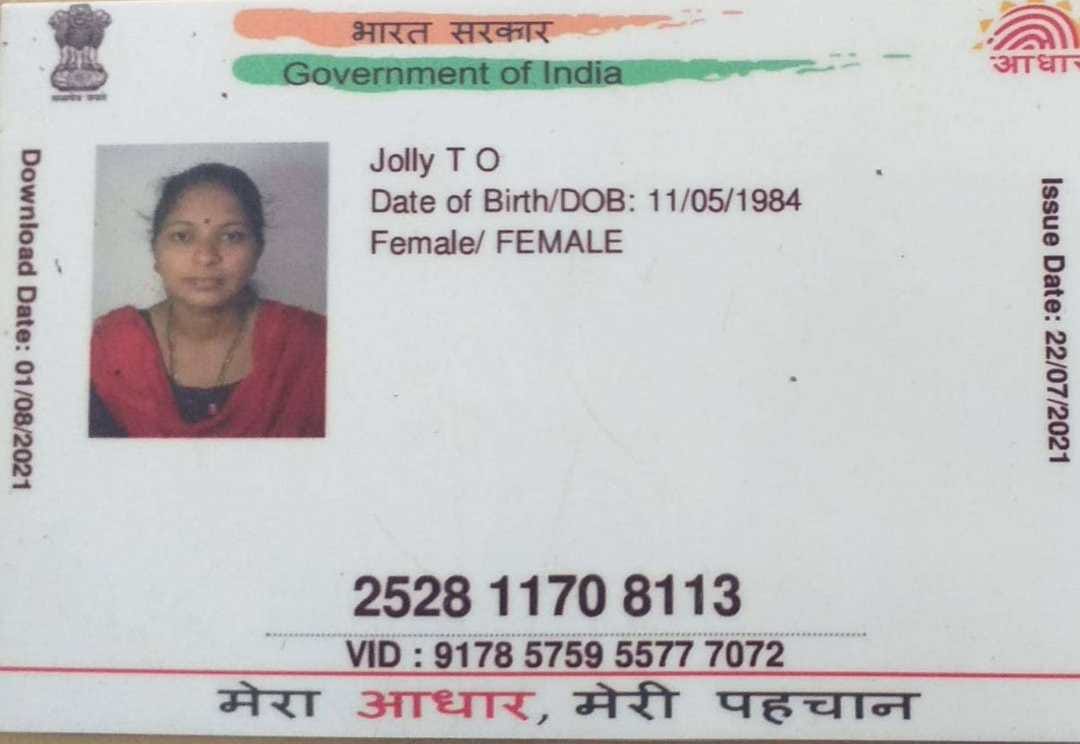 भारत सरकार
Government of India
Jolly T O
Date of Birth/DOB: 11/05/1984
Female/ FEMALE
Download Date: 01/08/2021
Issue Date: 22/07/2021
2528 1170 8113
VID : 9178 5759 5577 7072
मेरा आधार, मेरी पहचान